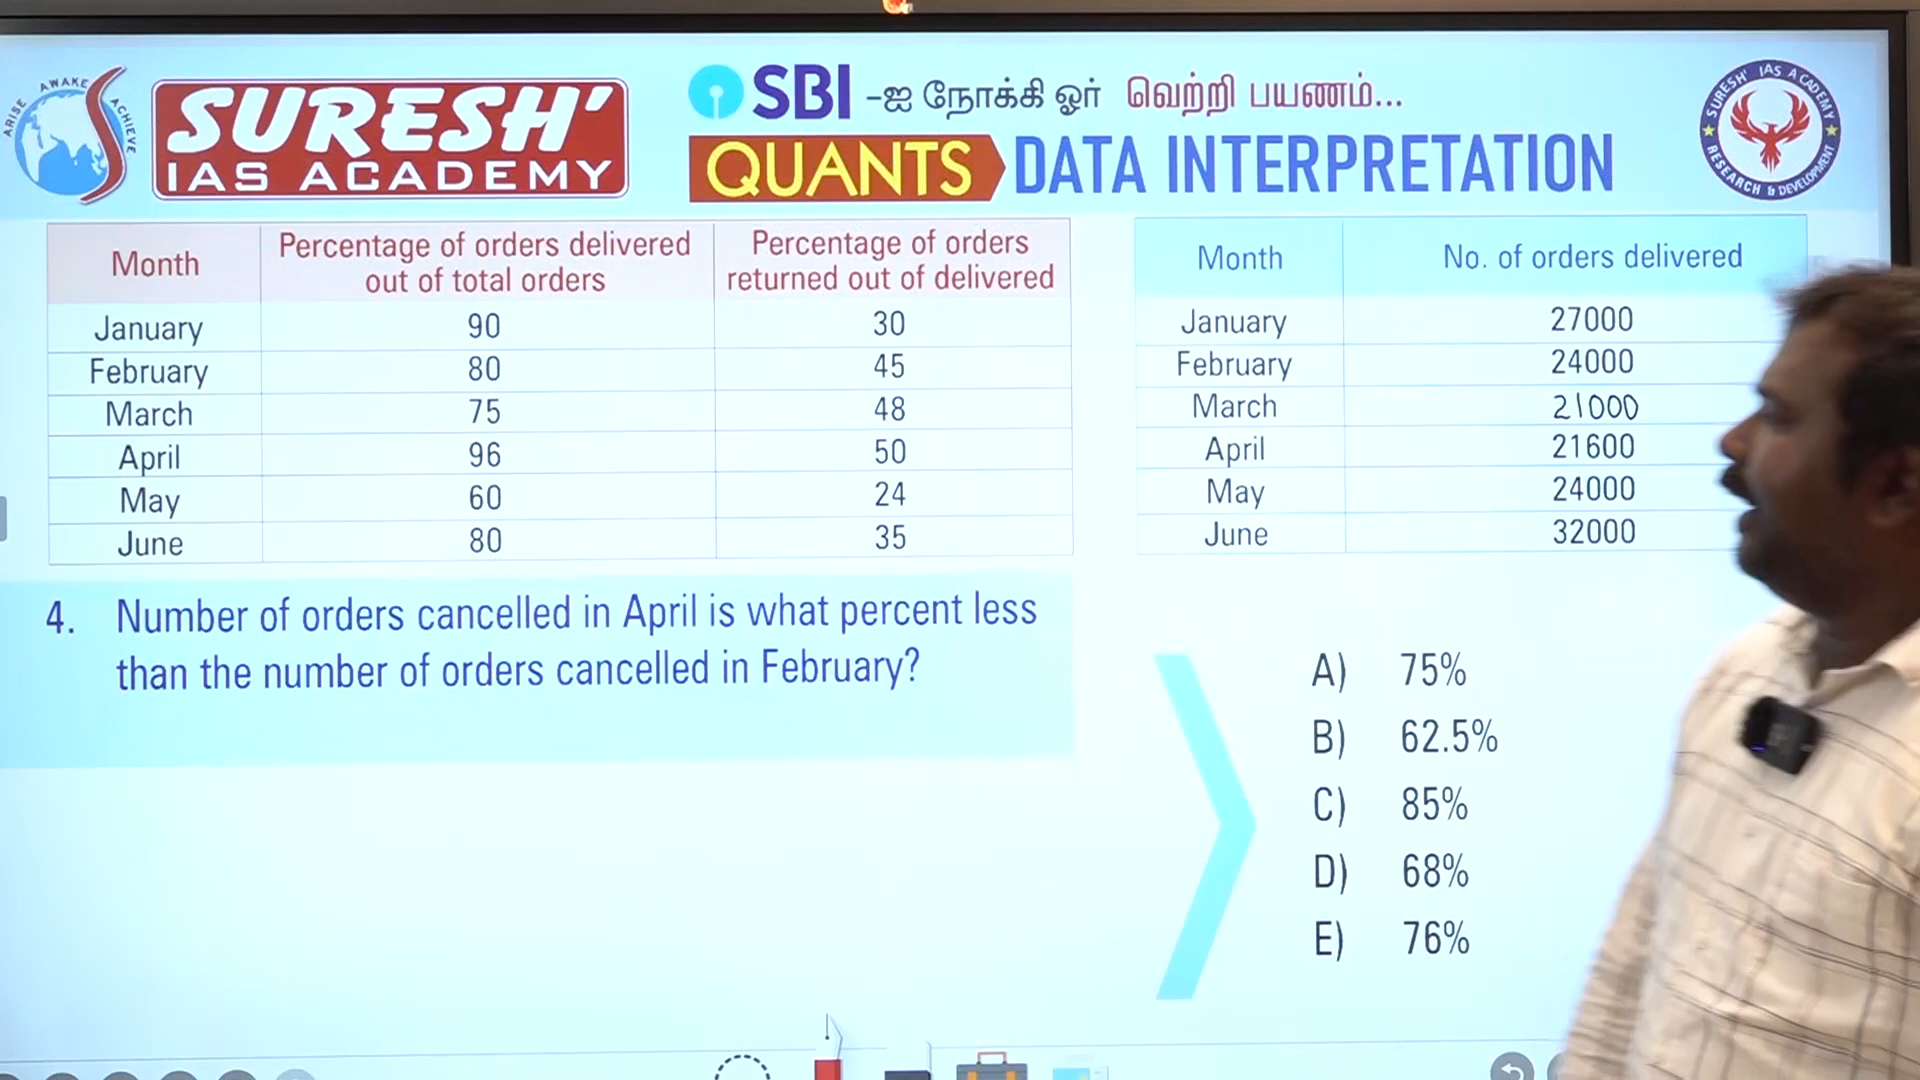 ARISE AWAKE ACHIEVE
SURESH'
IAS ACADEMY
SBI -ஐ நோக்கி ஓர் வெற்றி பயணம்...
QUANTS DATA INTERPRETATION
SURESH' IAS ACADEMY
RESEARCH & DEVELOPMENT
Month Percentage of orders delivered out of total orders Percentage of orders returned out of delivered
January 90 30
February 80 45
March 75 48
April 96 50
May 60 24
June 80 35
Month No. of orders delivered
January 27000
February 24000
March 21000
April 21600
May 24000
June 32000
4. Number of orders cancelled in April is what percent less
than the number of orders cancelled in February?
A) 75%
B) 62.5%
C) 85%
D) 68%
E) 76%